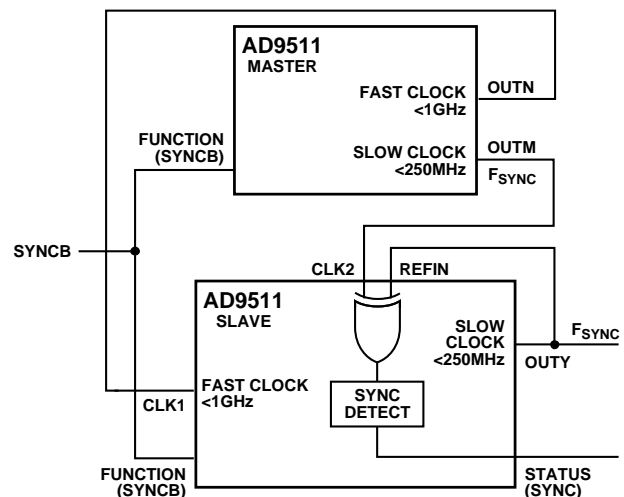 AD9511
MASTER
FAST CLOCK
<1GHz
OUTN
FUNCTION
(SYNCB)
SLOW CLOCK
<250MHz
OUTM
FSYNC
SYNCB
CLK2
REFIN
AD9511
SLAVE
SLOW
CLOCK
<250MHz
FSYNC
OUTY
FAST CLOCK
<1GHz
CLK1
SYNC
DETECT
FUNCTION
(SYNCB)
STATUS
(SYNC)